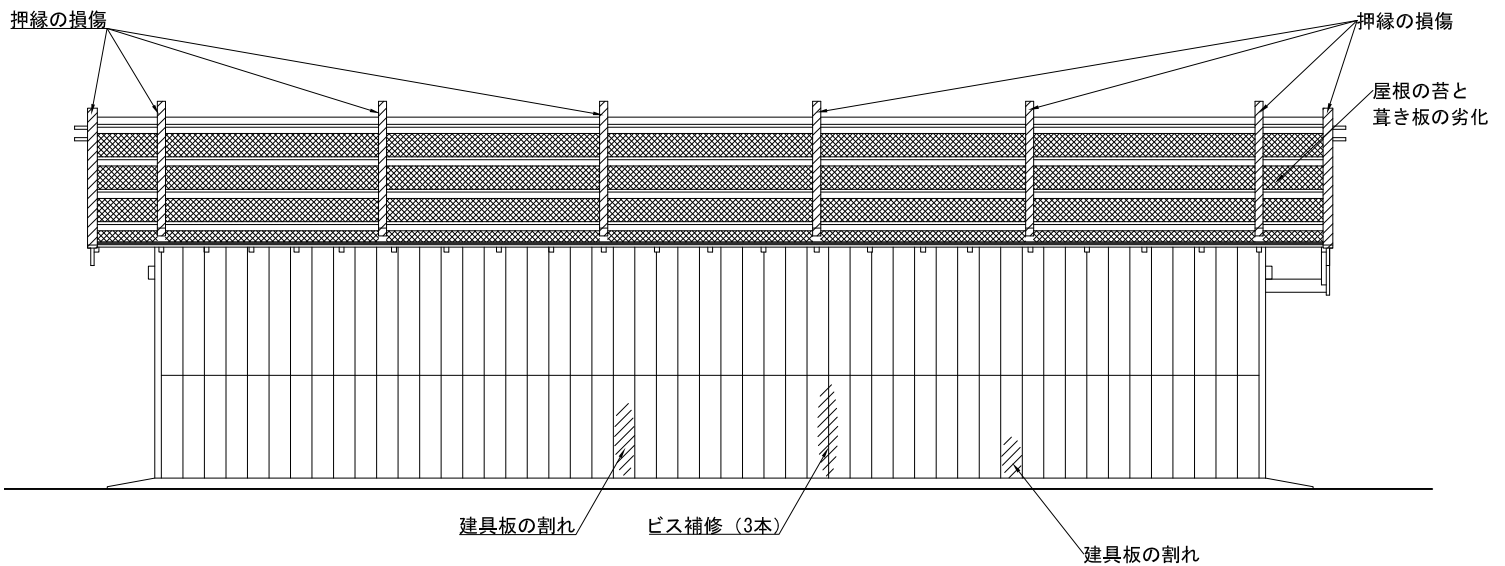 押縁の損傷
押縁の損傷
屋根の苔と
葺き板の劣化
建具板の割れ
ビス補修（3本）
建具板の割れ